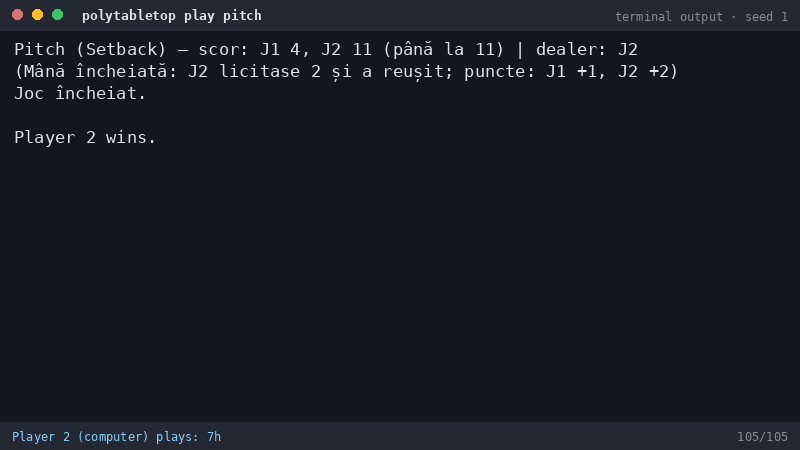 polytabletop play pitch
terminal output · seed 1
Pitch (Setback) — scor: J1 4, J2 11 (până la 11) | dealer: J2
(Mână încheiată: J2 licitase 2 și a reușit; puncte: J1 +1, J2 +2)
Joc încheiat.
Player 2 wins.
Player 2 (computer) plays: 7h
105/105